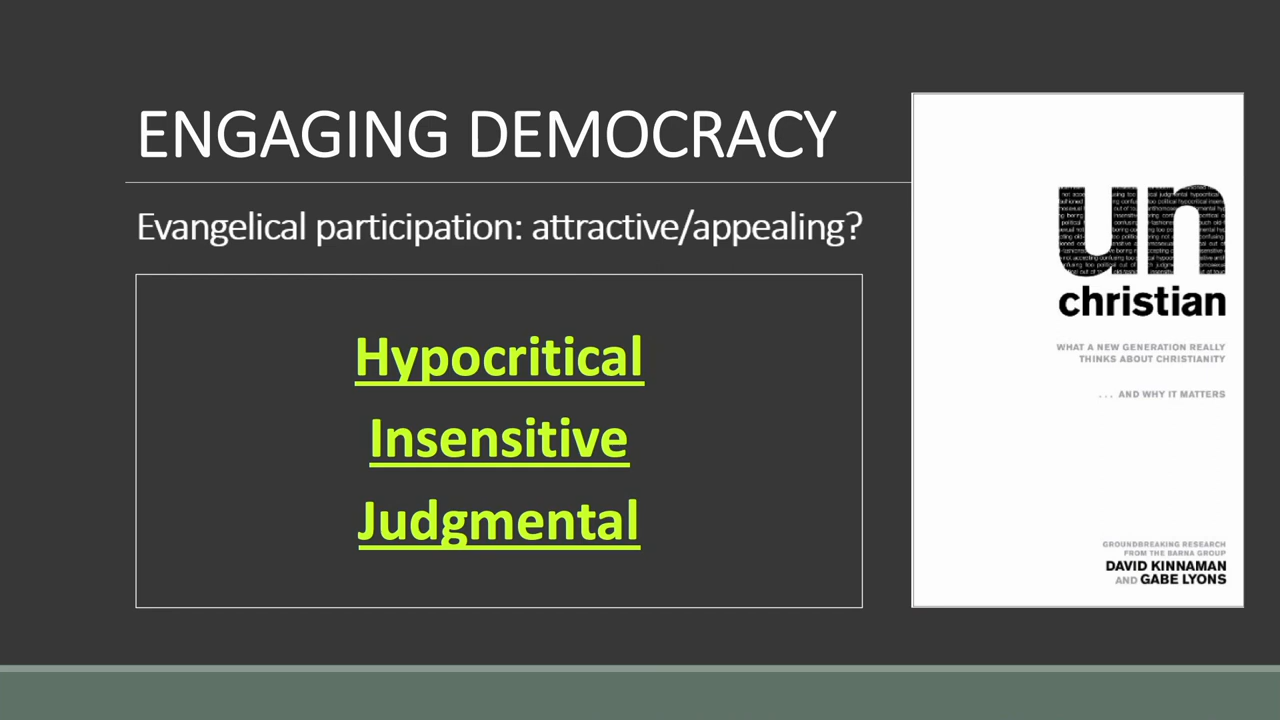 ENGAGING DEMOCRACY
Evangelical participation: attractive/appealing?
Hypocritical
Insensitive
Judgmental
un
christian
WHAT A NEW GENERATION REALLY
THINKS ABOUT CHRISTIANITY
... AND WHY IT MATTERS
GROUNDBREAKING RESEARCH
FROM THE BARNA GROUP
DAVID KINNAMAN
AND GABE LYONS